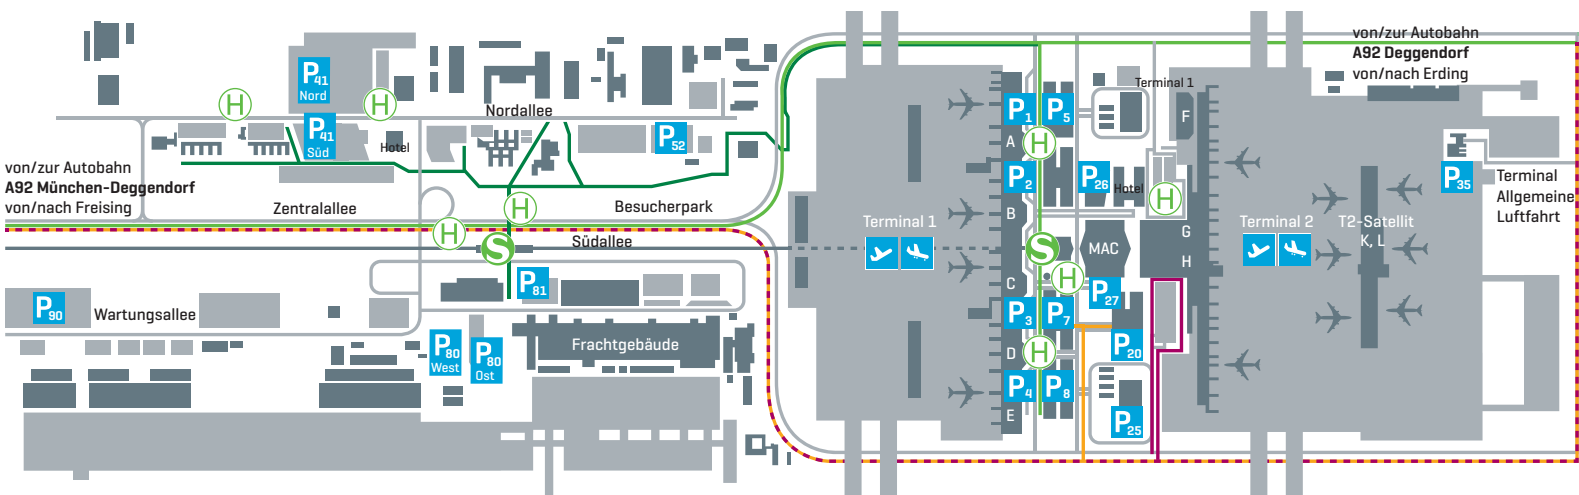 von/zur Autobahn
A92 Deggendorf
von/nach Erding
P41
Nord
H
H
Nordallee
P41
Süd
Hotel
P52
von/zur Autobahn
A92 München-Deggendorf
von/nach Freising
Zentralallee
H
Besucherpark
H
S
Südallee
P81
P90
Wartungsallee
P80
West
P80
Ost
Frachtgebäude
Terminal 1
P1
P5
A
H
P2
P26
Hotel
H
B
S
MAC
C
H
P27
P3
P7
D
H
P20
P4
P8
E
P25
Terminal 1
F
G
H
Terminal 2
T2-Satellit
K, L
P35
Terminal
Allgemeine
Luftfahrt